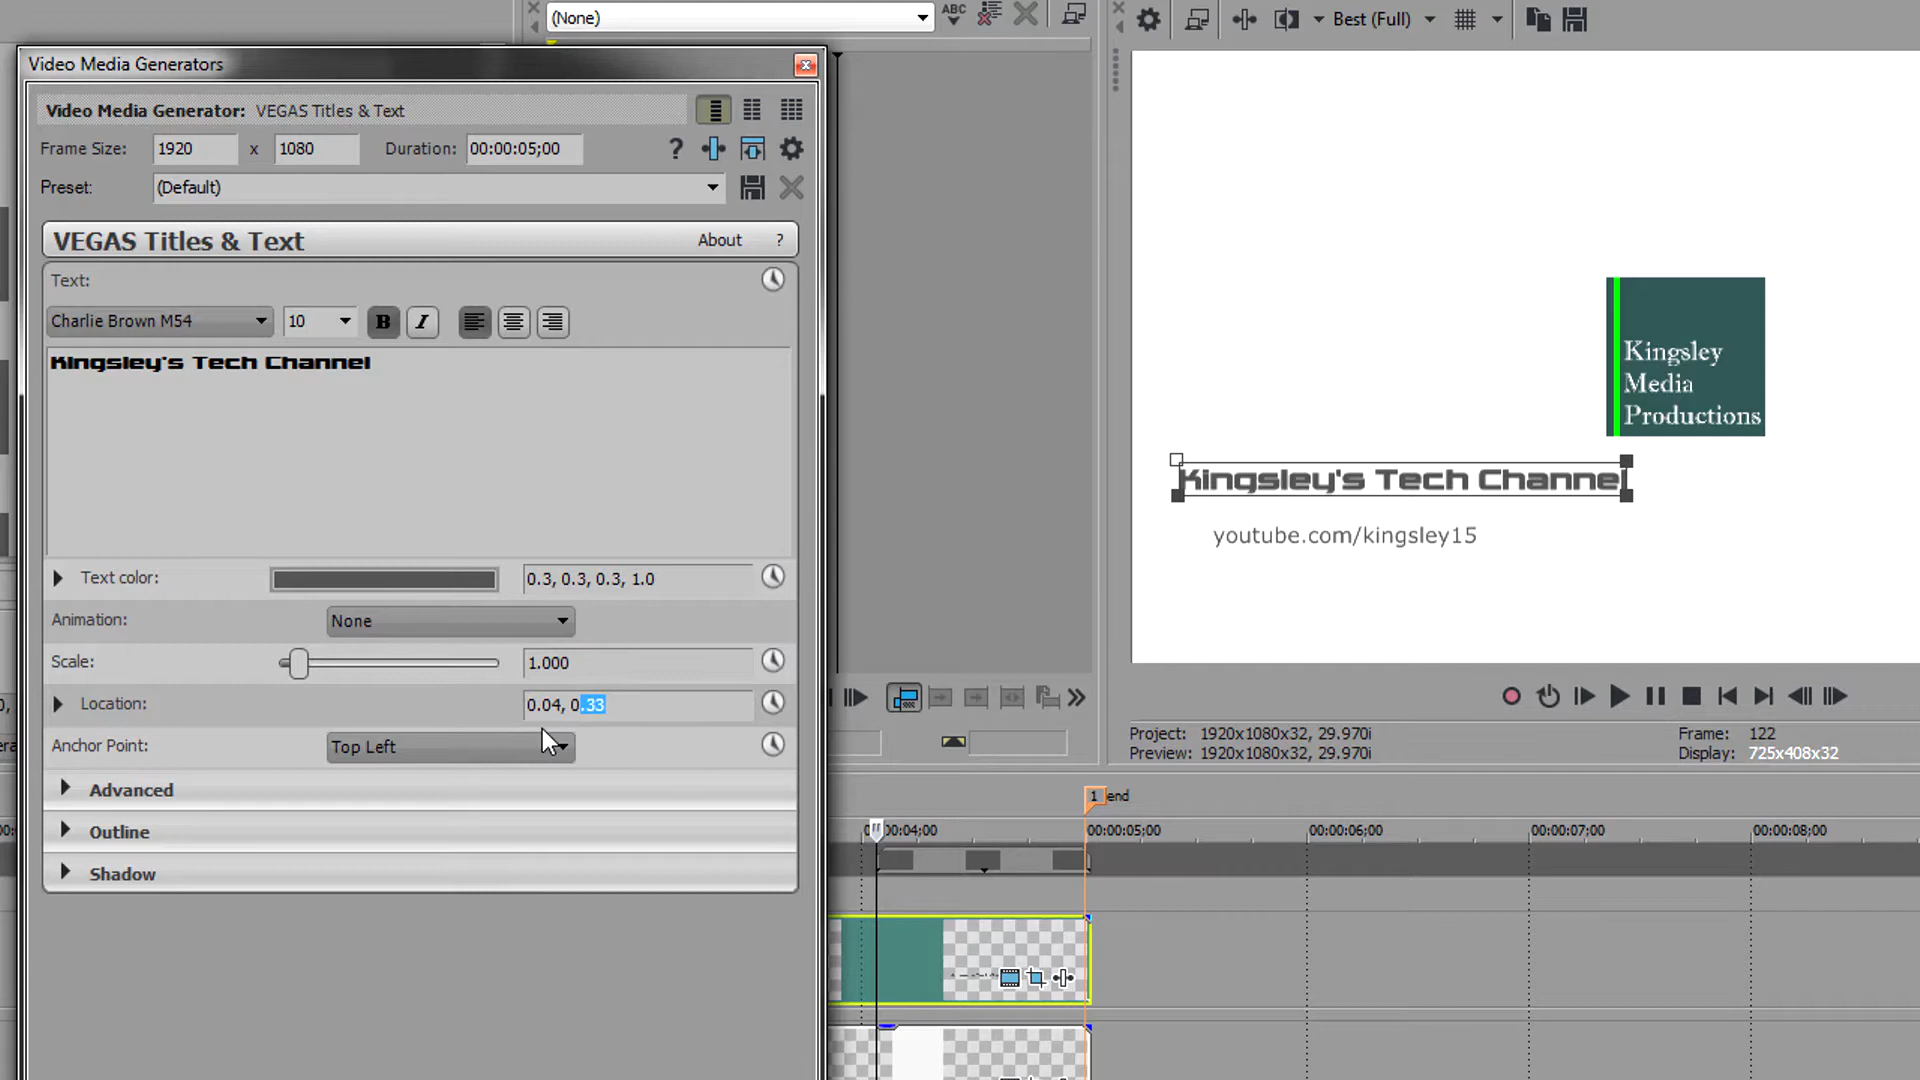 (None)
ABC
Best (Full)
Video Media Generators
Video Media Generator: VEGAS Titles & Text
Frame Size: 1920 x 1080 Duration: 00:00:05;00 ?
Preset: (Default)
VEGAS Titles & Text About ?
Text:
Charlie Brown M54 10 B I
Kingsley's Tech Channel
Text color: 0.3, 0.3, 0.3, 1.0
Animation: None
Scale: 1.000
Location: 0.04, 0.33
Anchor Point: Top Left
Advanced
Outline
Shadow
Kingsley
Media
Productions
Kingsley's Tech Channel
youtube.com/kingsley15
Project: 1920x1080x32, 29.970i Frame: 122
Preview: 1920x1080x32, 29.970i Display: 725x408x32
1 end
00:00:04;00 00:00:05;00 00:00:06;00 00:00:07;00 00:00:08;00